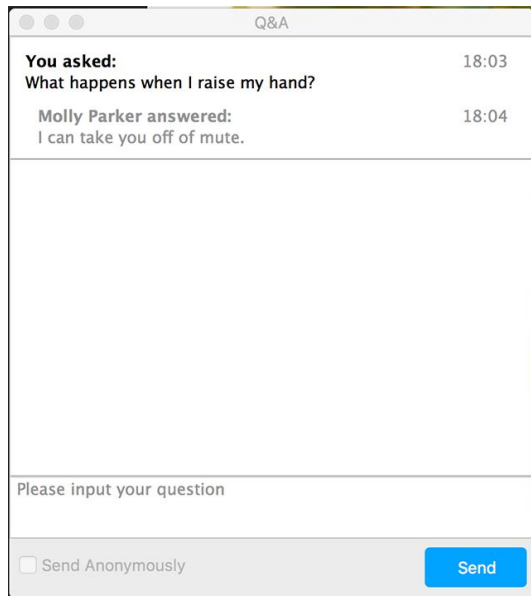 Q&A
You asked: 18:03
What happens when I raise my hand?
Molly Parker answered: 18:04
I can take you off of mute.
Please input your question
Send Anonymously
Send